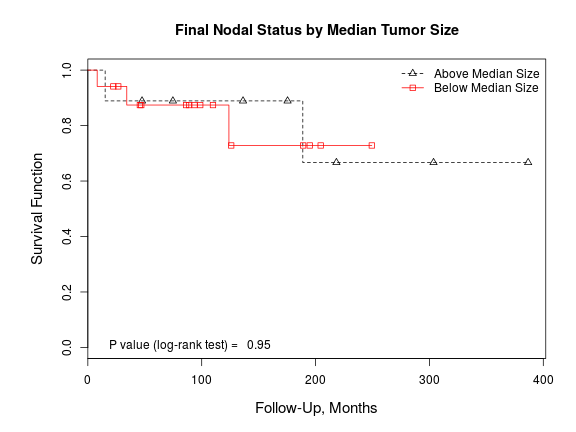 Final Nodal Status by Median Tumor Size
Above Median Size
Below Median Size
1.0
0.8
0.6
0.4
0.2
0.0
Survival Function
P value (log-rank test) = 0.95
0 100 200 300 400
Follow-Up, Months